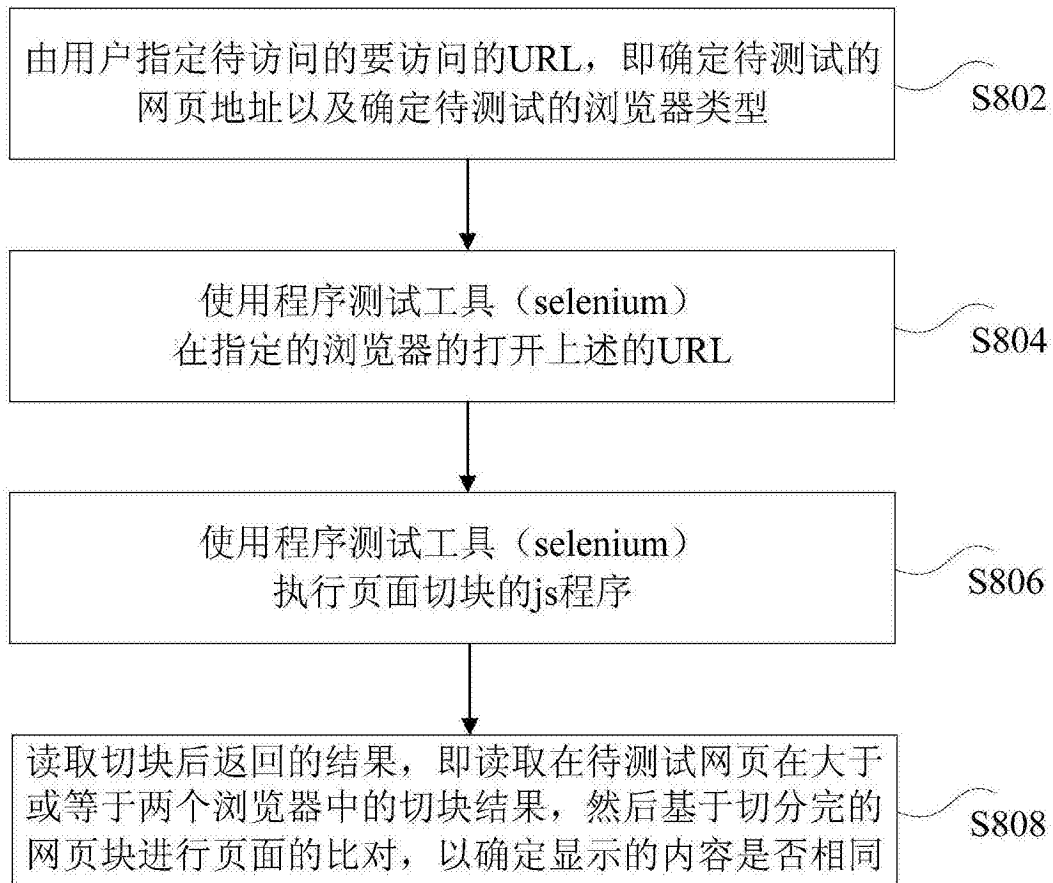 由用户指定待访问的要访问的URL，即确定待测试的
网页地址以及确定待测试的浏览器类型
S802
使用程序测试工具（selenium）
在指定的浏览器的打开上述的URL
S804
使用程序测试工具（selenium）
执行页面切块的js程序
S806
读取切块后返回的结果，即读取在待测试网页在大于
或等于两个浏览器中的切块结果，然后基于切分完的
网页块进行页面的比对，以确定显示的内容是否相同
S808